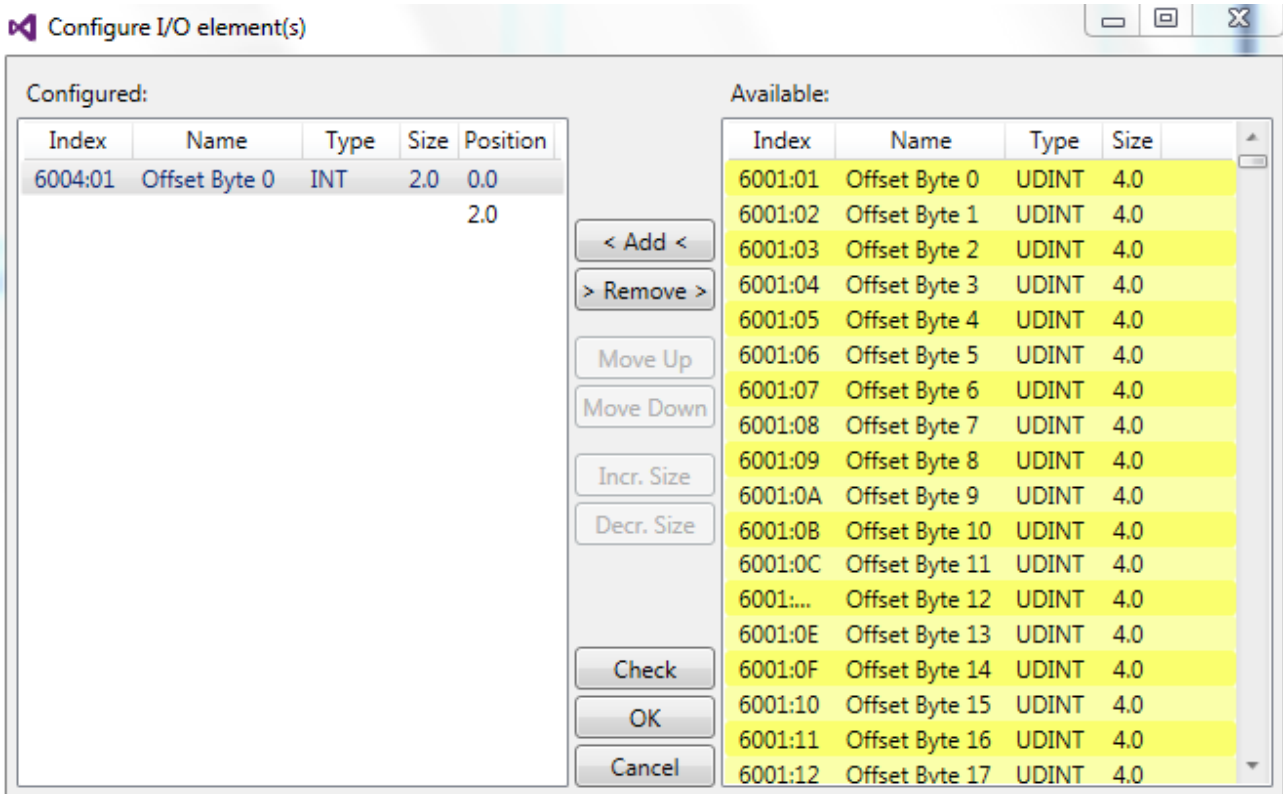 Configure I/O element(s)
Configured:
Index Name Type Size Position
6004:01 Offset Byte 0 INT 2.0 0.0
2.0
< Add <
> Remove >
Move Up
Move Down
Incr. Size
Decr. Size
Check
OK
Cancel
Available:
Index Name Type Size
6001:01 Offset Byte 0 UDINT 4.0
6001:02 Offset Byte 1 UDINT 4.0
6001:03 Offset Byte 2 UDINT 4.0
6001:04 Offset Byte 3 UDINT 4.0
6001:05 Offset Byte 4 UDINT 4.0
6001:06 Offset Byte 5 UDINT 4.0
6001:07 Offset Byte 6 UDINT 4.0
6001:08 Offset Byte 7 UDINT 4.0
6001:09 Offset Byte 8 UDINT 4.0
6001:0A Offset Byte 9 UDINT 4.0
6001:0B Offset Byte 10 UDINT 4.0
6001:0C Offset Byte 11 UDINT 4.0
6001:... Offset Byte 12 UDINT 4.0
6001:0E Offset Byte 13 UDINT 4.0
6001:0F Offset Byte 14 UDINT 4.0
6001:10 Offset Byte 15 UDINT 4.0
6001:11 Offset Byte 16 UDINT 4.0
6001:12 Offset Byte 17 UDINT 4.0